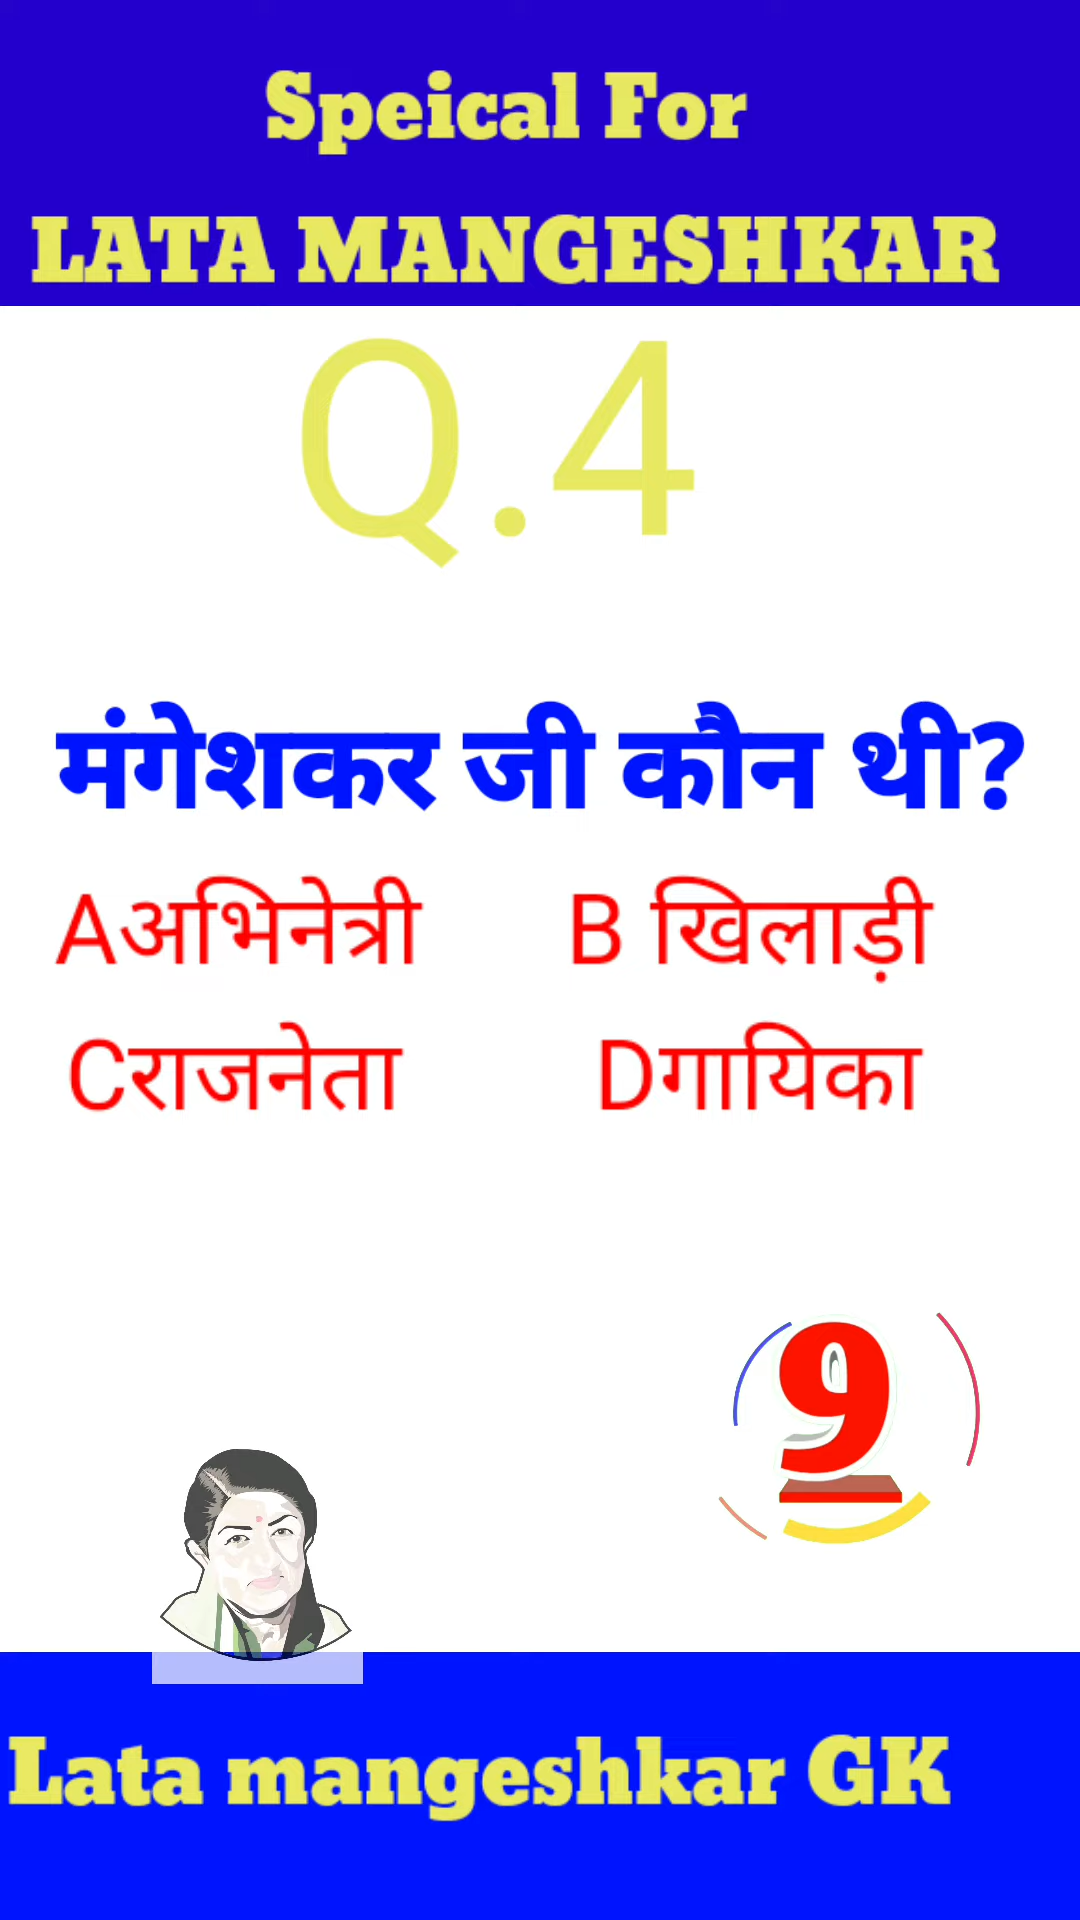 Speical For
LATA MANGESHKAR
Q.4
मंगेशकर जी कौन थी?
Aअभिनेत्री B खिलाड़ी
Cराजनेता Dगायिका
9
Lata mangeshkar GK